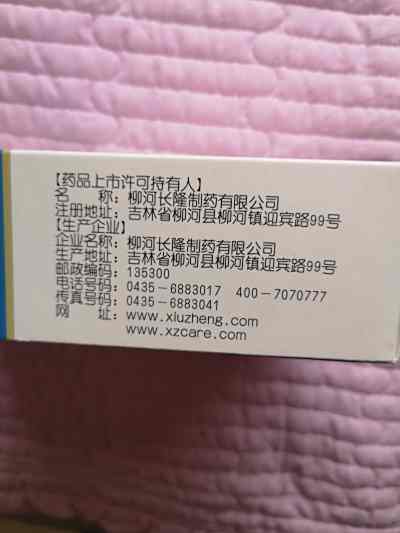 【药品上市许可持有人】
名 称：柳河长隆制药有限公司
注册地址：吉林省柳河县柳河镇迎宾路99号
【生产企业】
企业名称：柳河长隆制药有限公司
生产地址：吉林省柳河县柳河镇迎宾路99号
邮政编码：135300
电话号码：0435-6883017 400-7070777
传真号码：0435-6883041
网 址：www.xiuzheng.com
www.xzcare.com